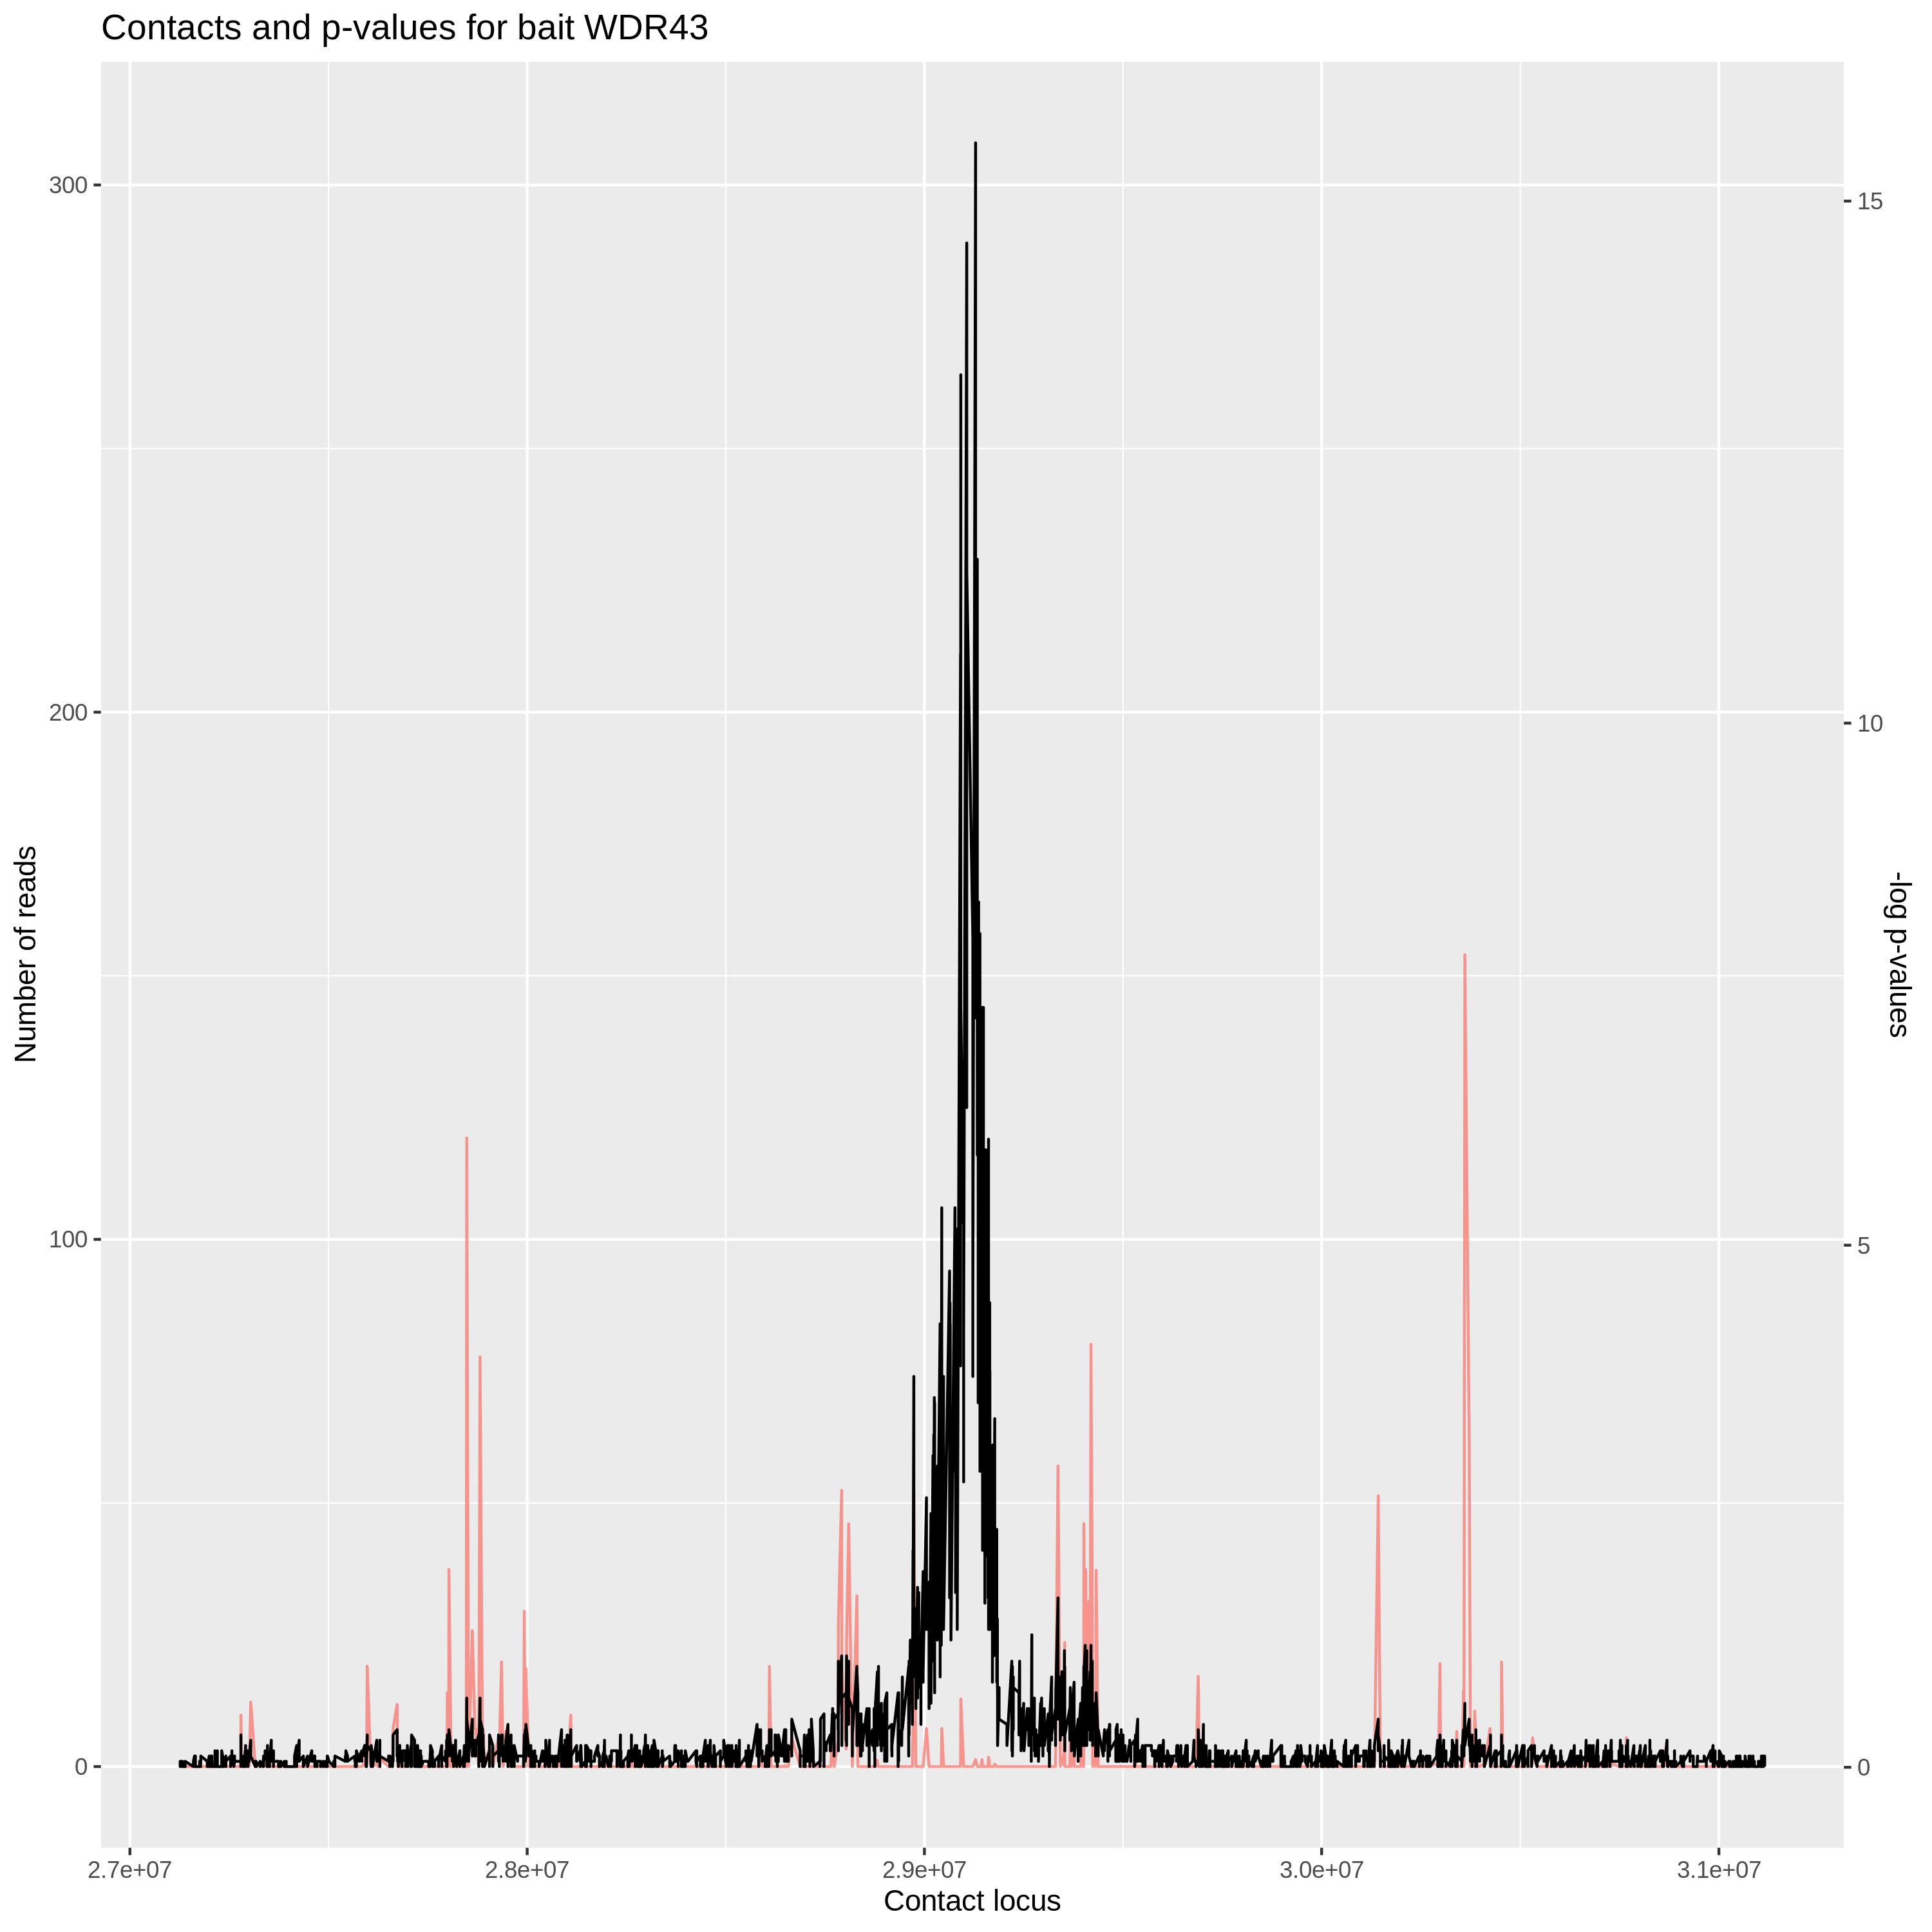 Contacts and p-values for bait WDR43
Number of reads
300
200
100
0
15
10
5
0
-log p-values
2.7e+07
2.8e+07
2.9e+07
3.0e+07
3.1e+07
Contact locus